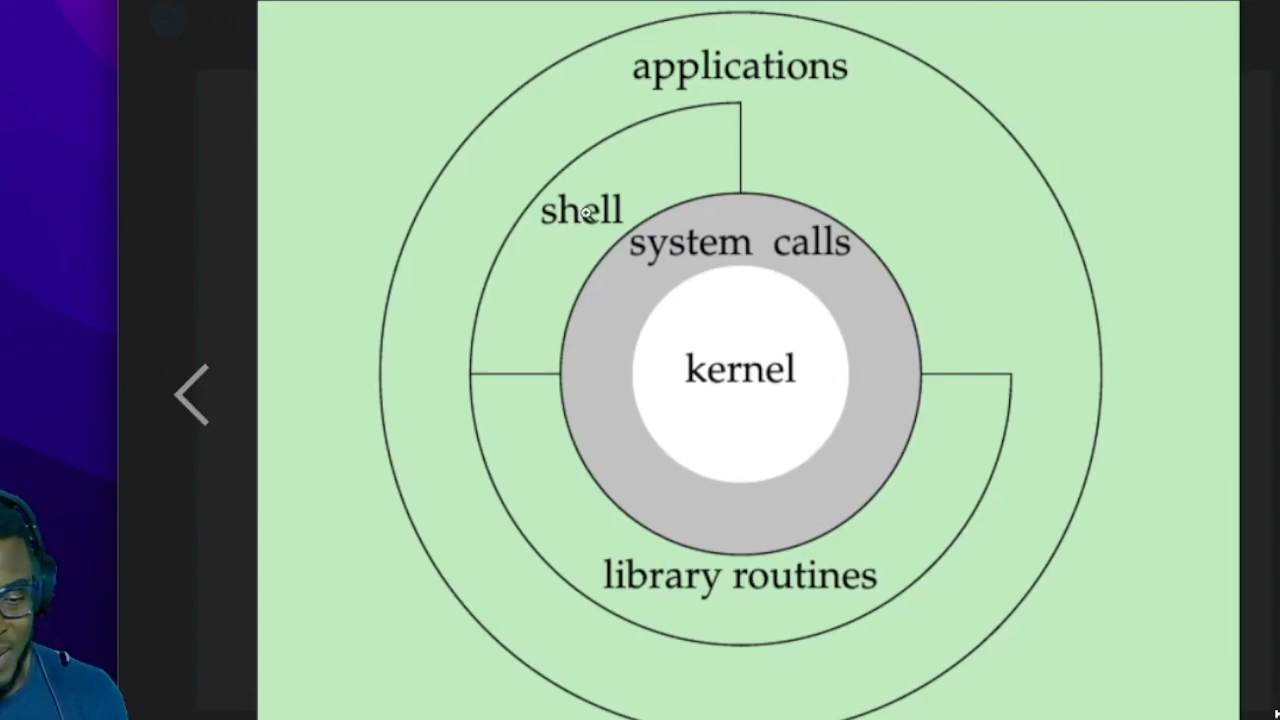 applications
shell
system calls
kernel
library routines